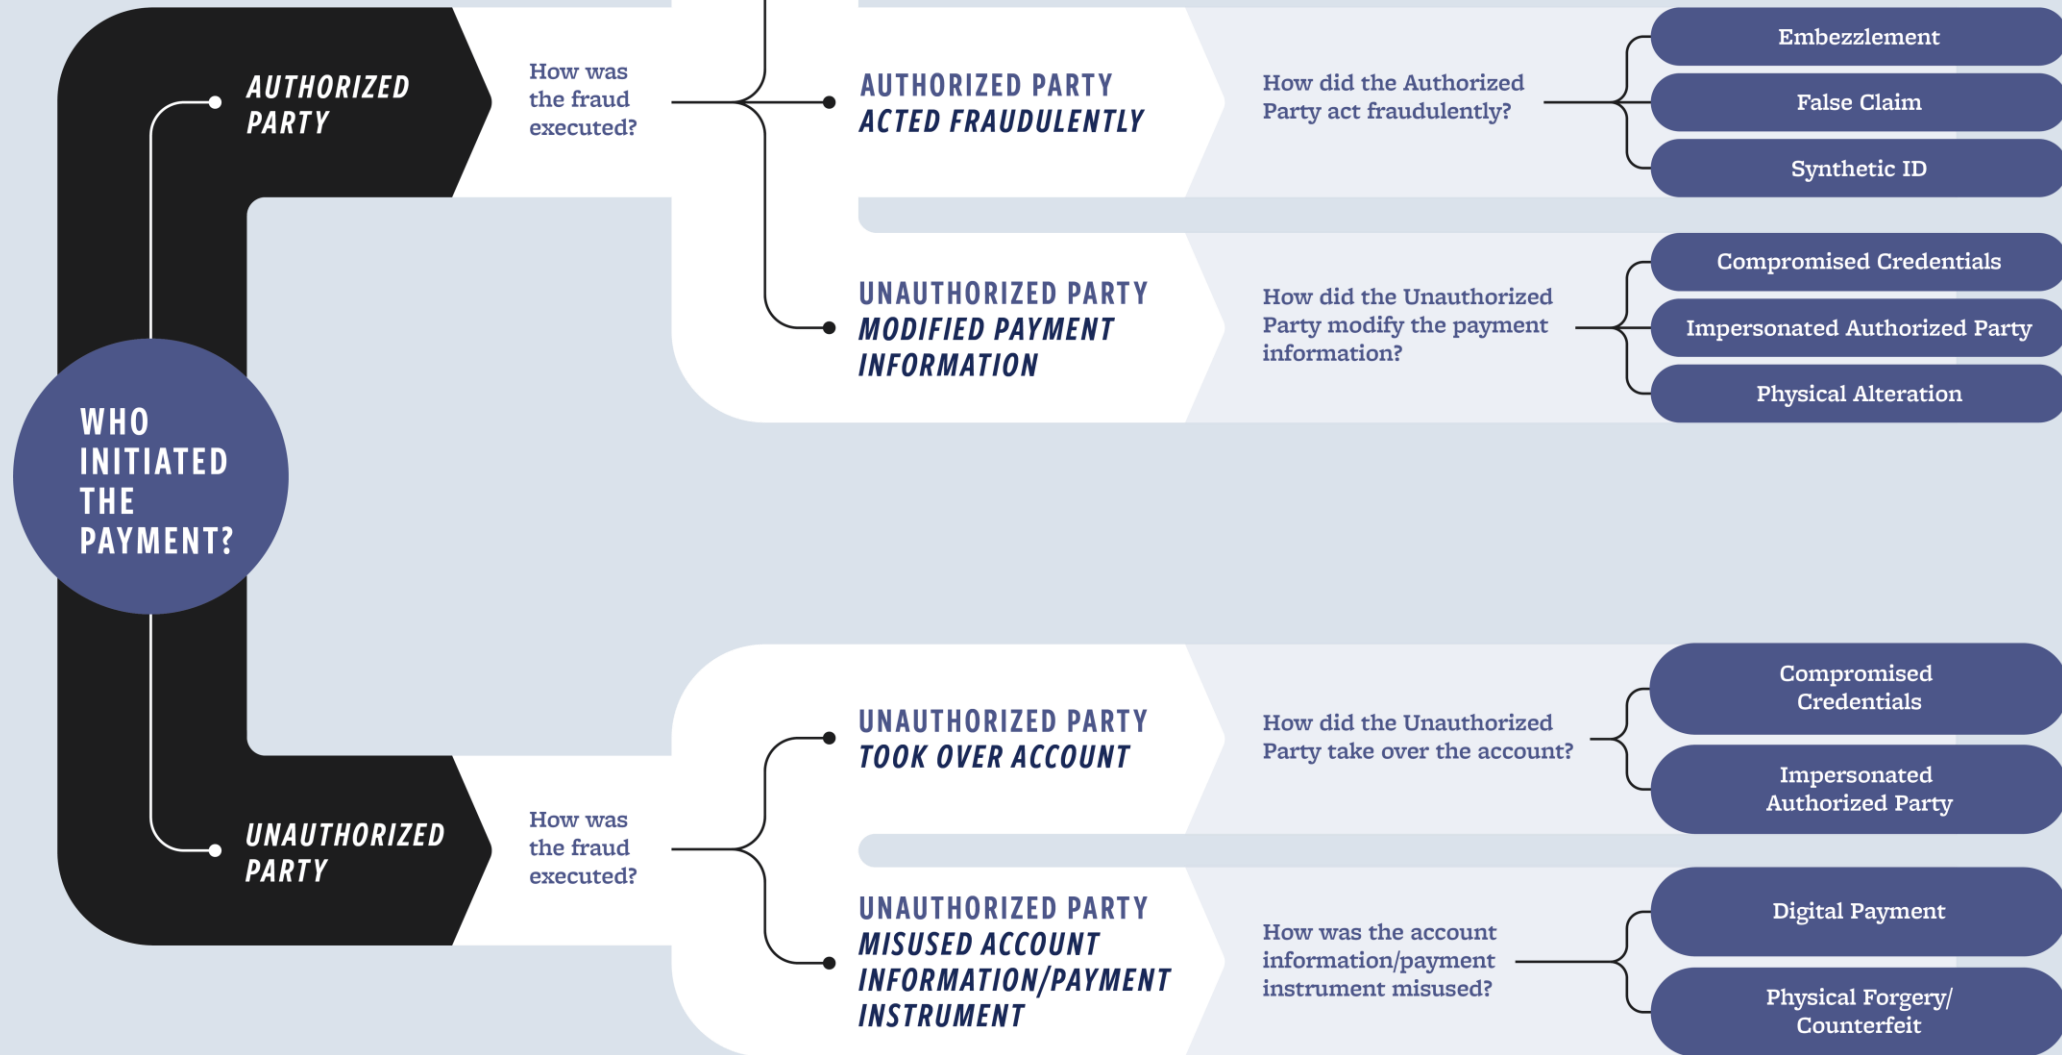 WHO
INITIATED
THE
PAYMENT?
AUTHORIZED
PARTY
How was
the fraud
executed?
AUTHORIZED PARTY
ACTED FRAUDULENTLY
How did the Authorized
Party act fraudulently?
Embezzlement
False Claim
Synthetic ID
UNAUTHORIZED PARTY
MODIFIED PAYMENT
INFORMATION
How did the Unauthorized
Party modify the payment
information?
Compromised Credentials
Impersonated Authorized Party
Physical Alteration
UNAUTHORIZED
PARTY
How was
the fraud
executed?
UNAUTHORIZED PARTY
TOOK OVER ACCOUNT
How did the Unauthorized
Party take over the account?
Compromised
Credentials
Impersonated
Authorized Party
UNAUTHORIZED PARTY
MISUSED ACCOUNT
INFORMATION/PAYMENT
INSTRUMENT
How was the account
information/payment
instrument misused?
Digital Payment
Physical Forgery/
Counterfeit